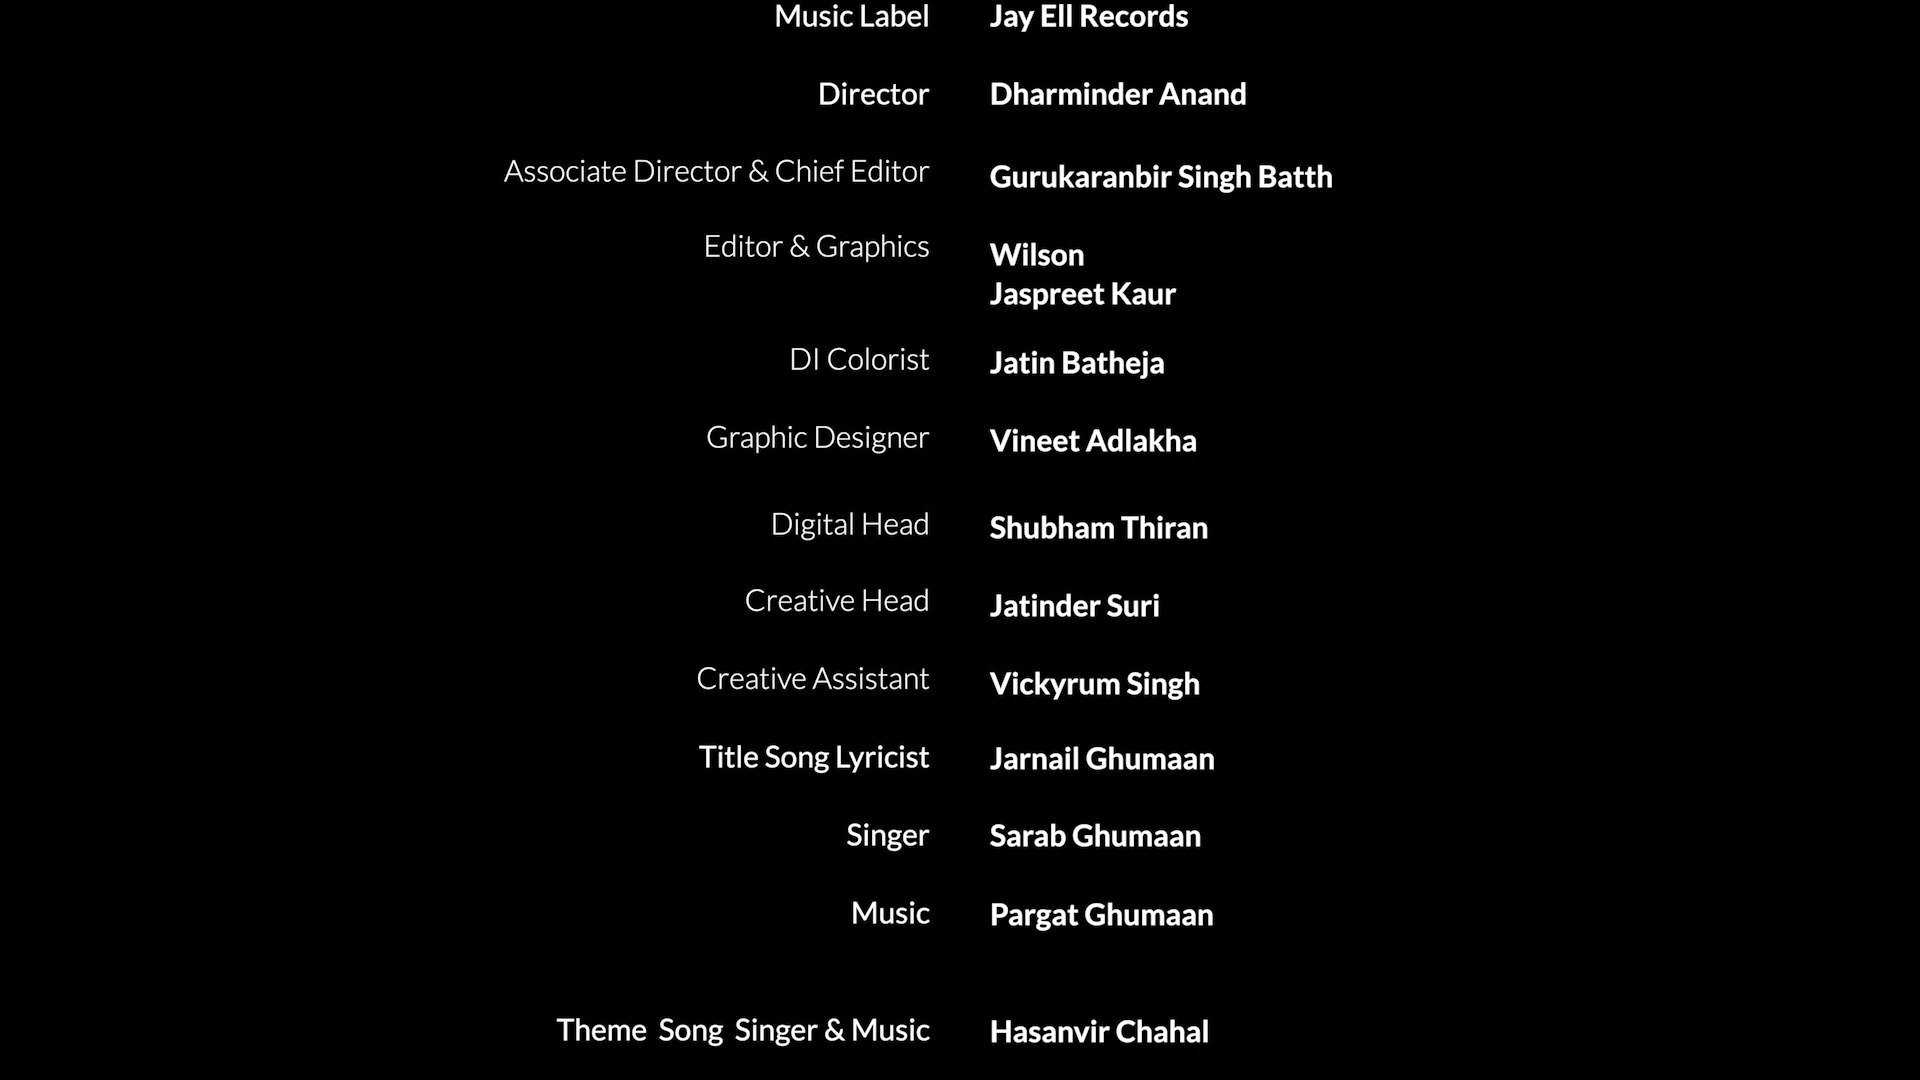 Music Label Jay Ell Records
Director Dharminder Anand
Associate Director & Chief Editor Gurukaranbir Singh Batth
Editor & Graphics Wilson
Jaspreet Kaur
DI Colorist Jatin Batheja
Graphic Designer Vineet Adlakha
Digital Head Shubham Thiran
Creative Head Jatinder Suri
Creative Assistant Vickyrum Singh
Title Song Lyricist Jarnail Ghumaan
Singer Sarab Ghumaan
Music Pargat Ghumaan
Theme Song Singer & Music Hasanvir Chahal